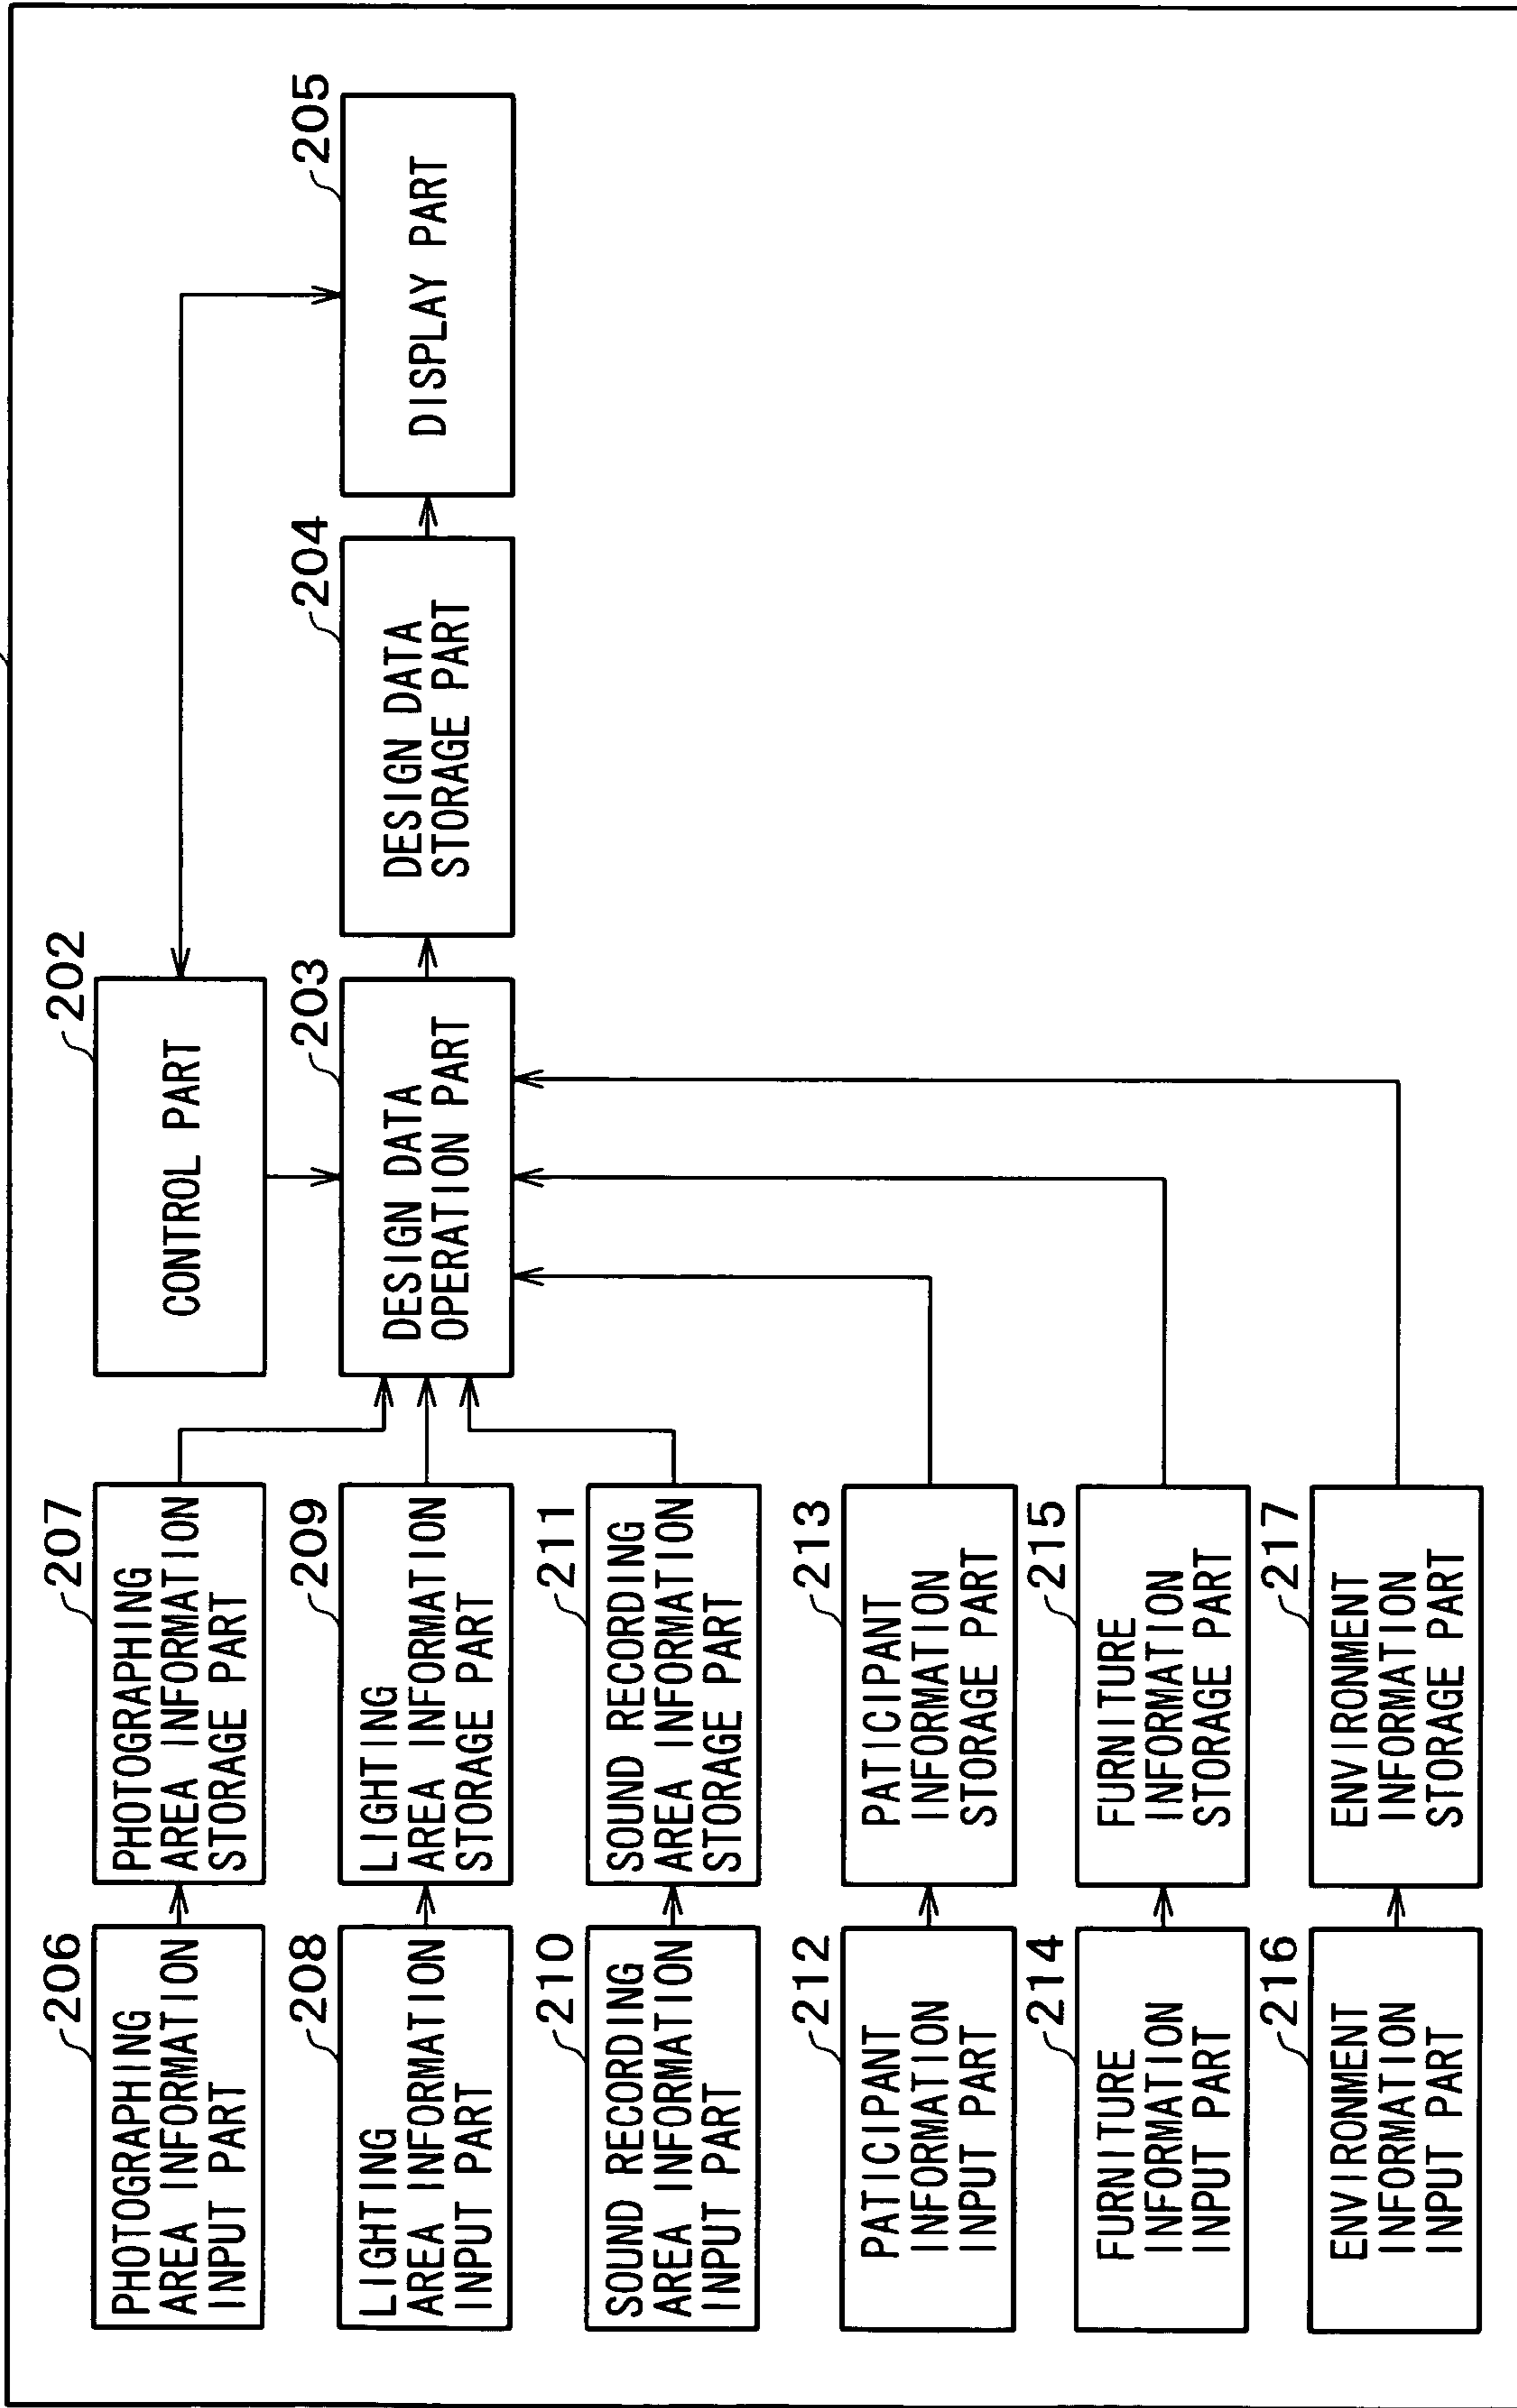 202
CONTROL PART
206
PHOTOGRAPHING
AREA INFORMATION
INPUT PART
207
PHOTOGRAPHING
AREA INFORMATION
STORAGE PART
208
LIGHTING
AREA INFORMATION
INPUT PART
209
LIGHTING
AREA INFORMATION
STORAGE PART
203
DESIGN DATA
OPERATION PART
204
DESIGN DATA
STORAGE PART
205
DISPLAY PART
210
SOUND RECORDING
AREA INFORMATION
INPUT PART
211
SOUND RECORDING
AREA INFORMATION
STORAGE PART
212
PATICIPANT
INFORMATION
INPUT PART
213
PATICIPANT
INFORMATION
STORAGE PART
214
FURNITURE
INFORMATION
INPUT PART
215
FURNITURE
INFORMATION
STORAGE PART
216
ENVIRONMENT
INFORMATION
INPUT PART
217
ENVIRONMENT
INFORMATION
STORAGE PART